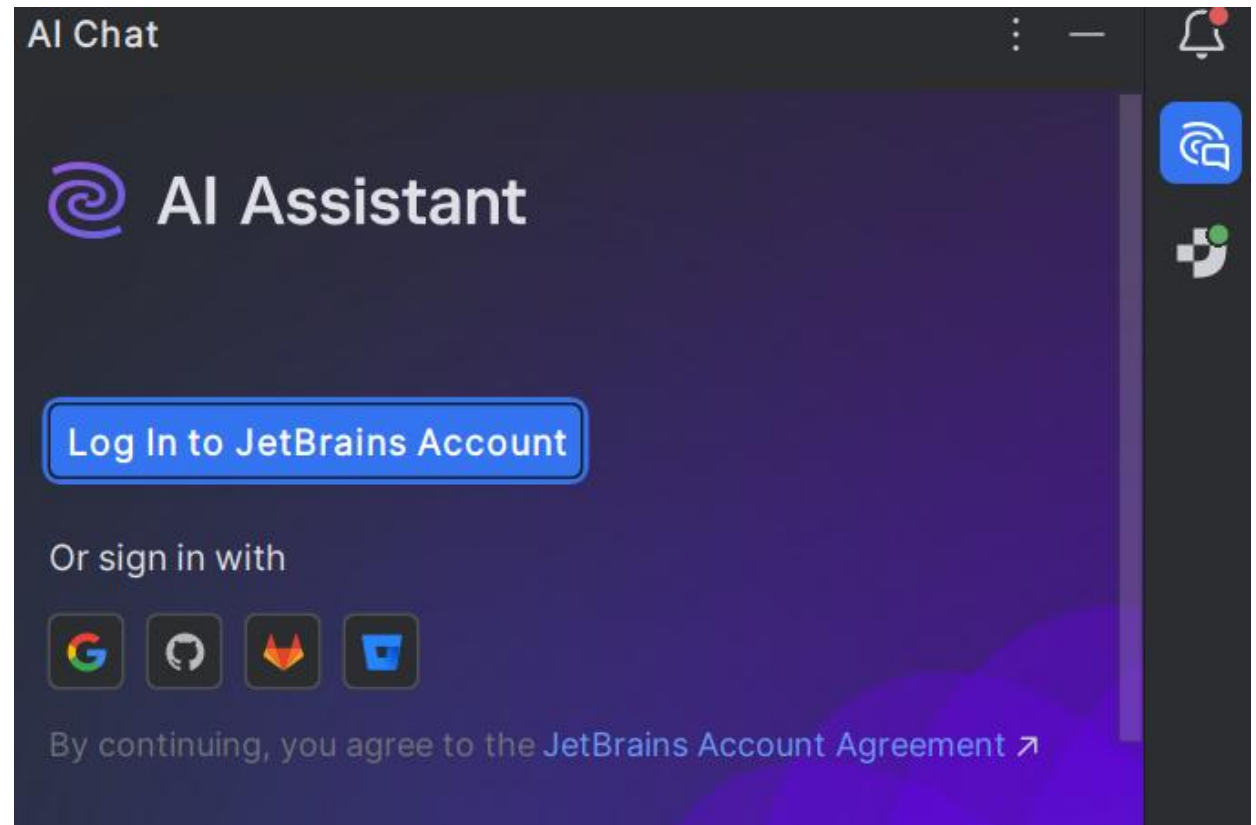 AI Chat
AI Assistant
Log In to JetBrains Account
Or sign in with
By continuing, you agree to the JetBrains Account Agreement ↗